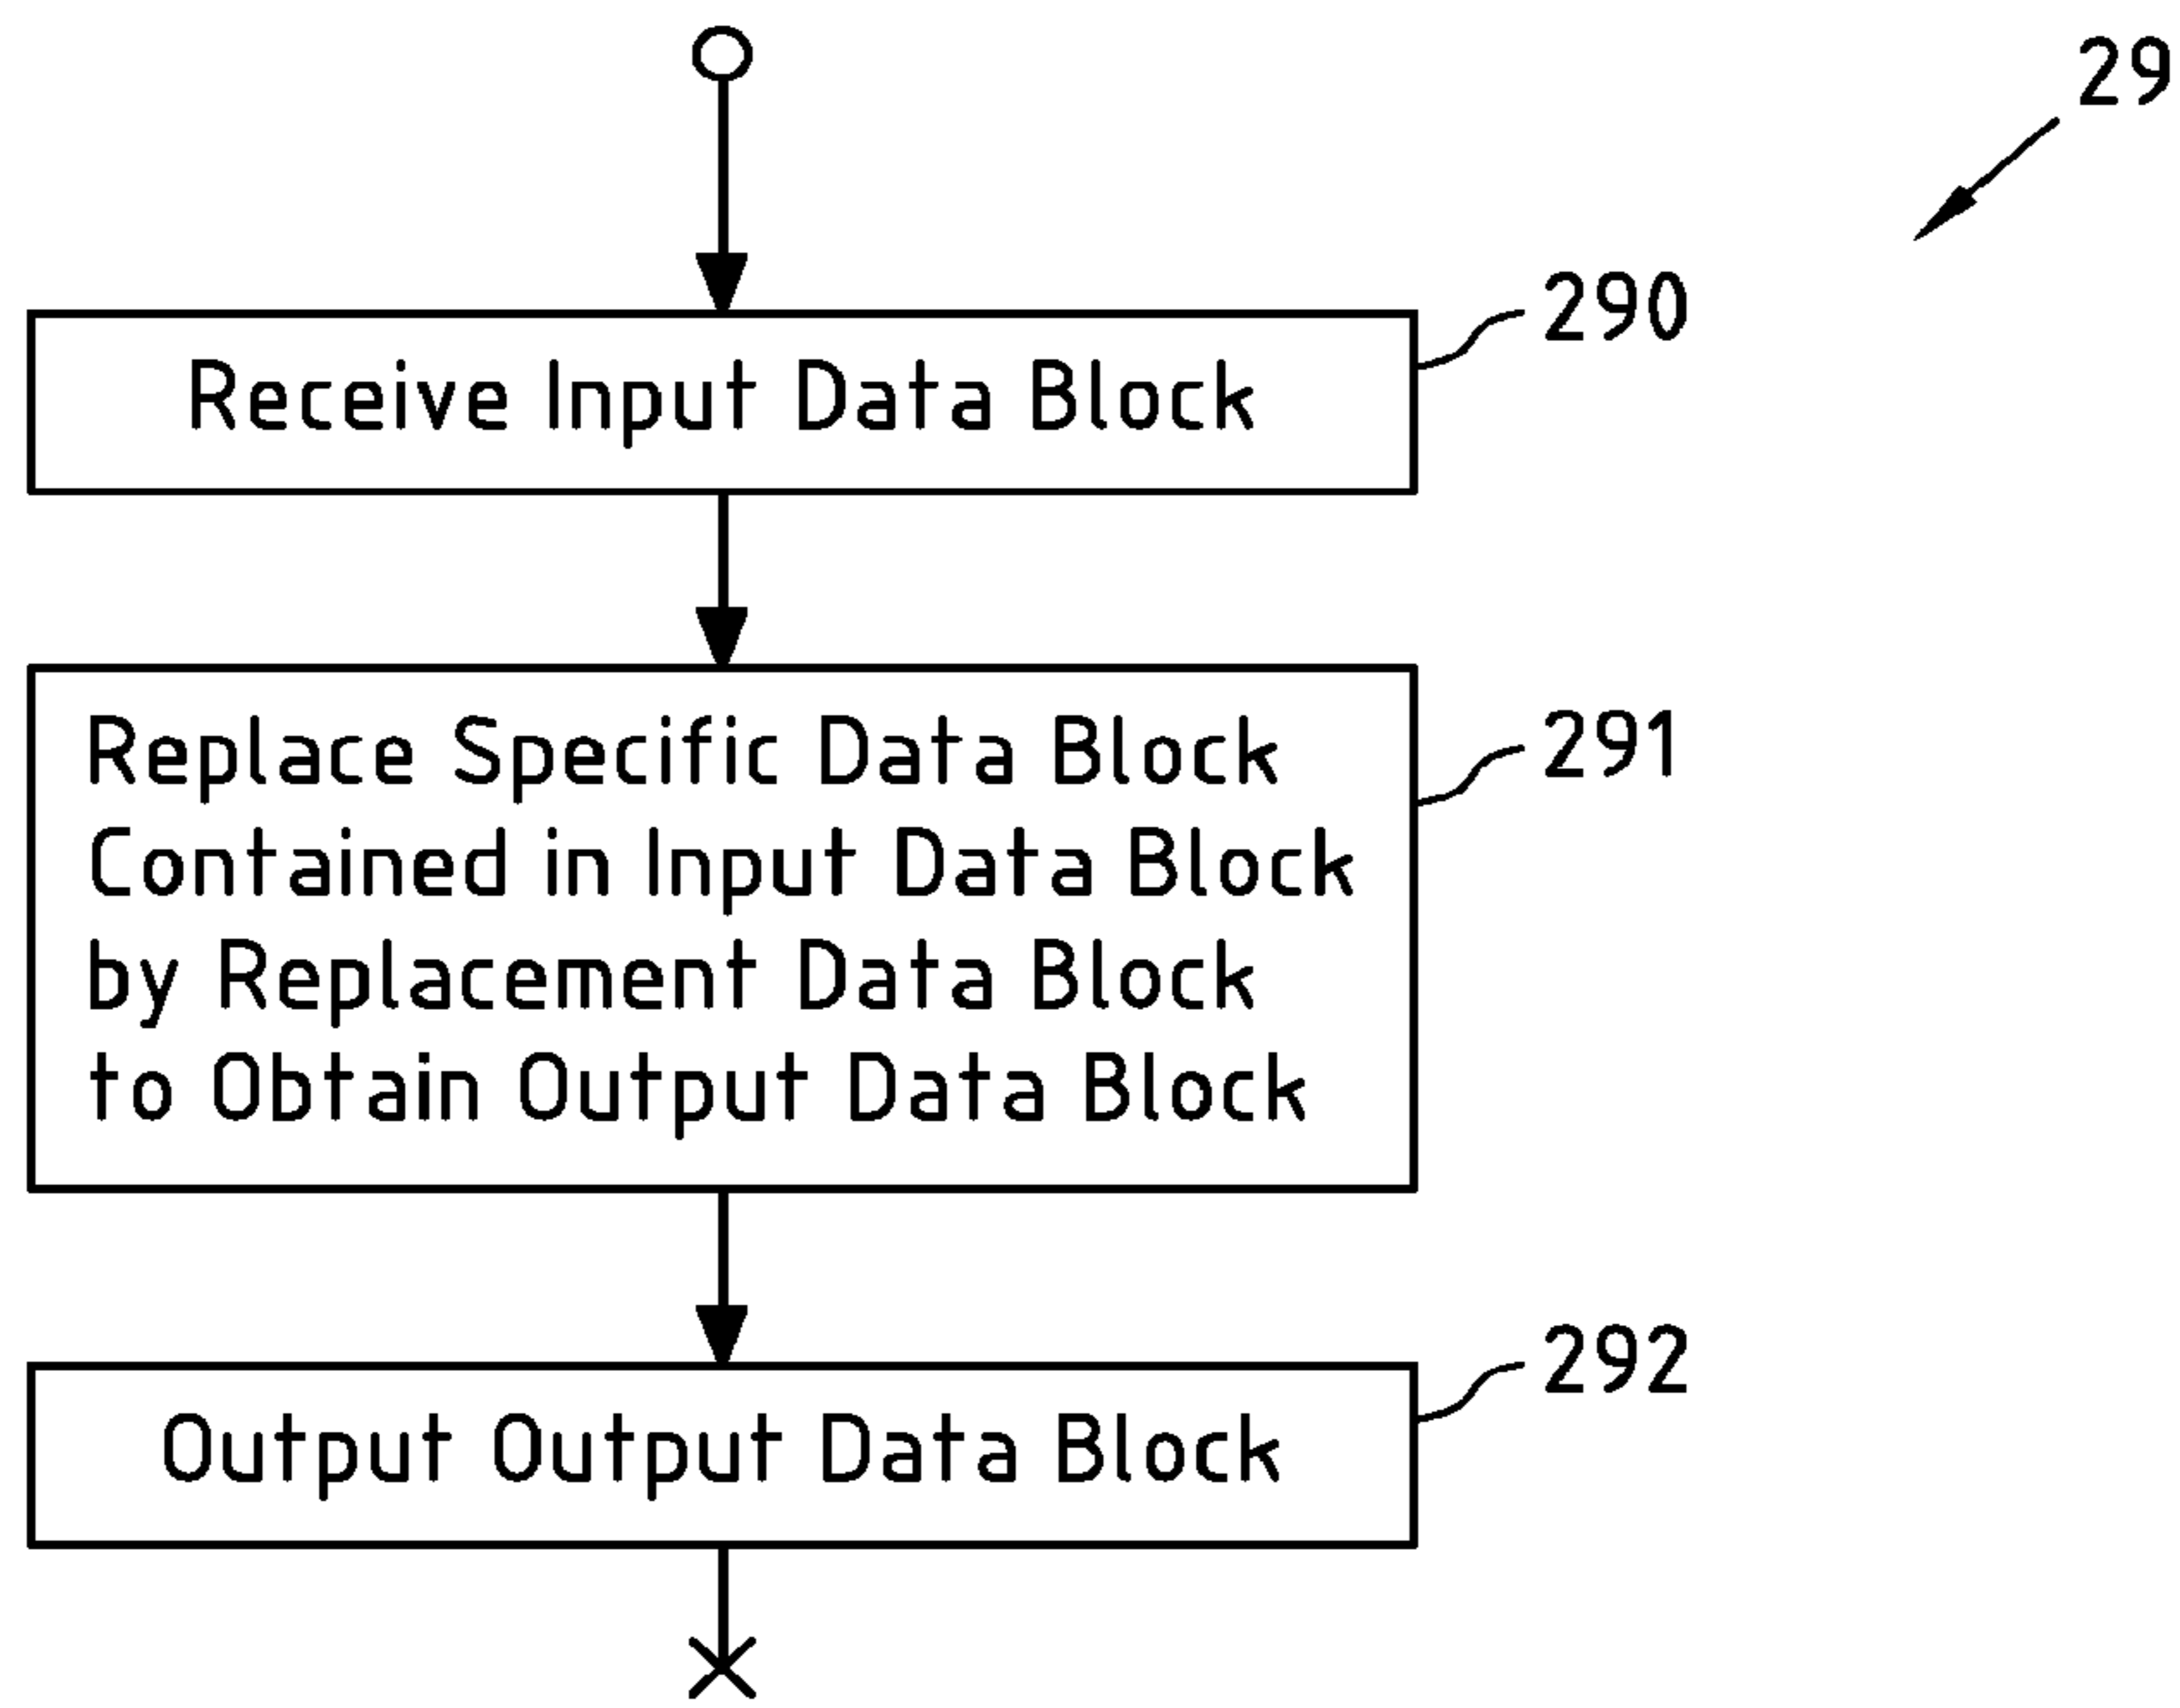 29
290
Receive Input Data Block
291
Replace Specific Data Block
Contained in Input Data Block
by Replacement Data Block
to Obtain Output Data Block
292
Output Output Data Block